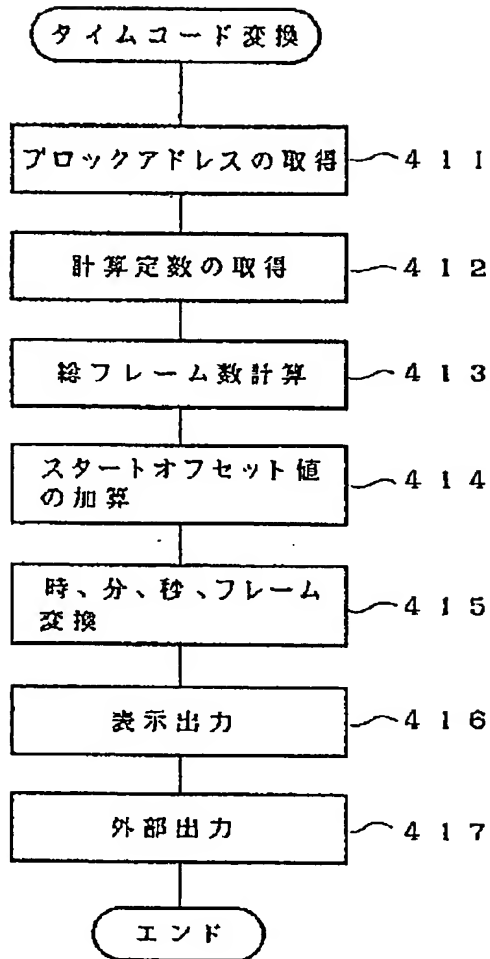 タイムコード変換
ブロックアドレスの取得 411
計算定数の取得 412
総フレーム数計算 413
スタートオフセット値
の加算 414
時、分、秒、フレーム
変換 415
表示出力 416
外部出力 417
エンド